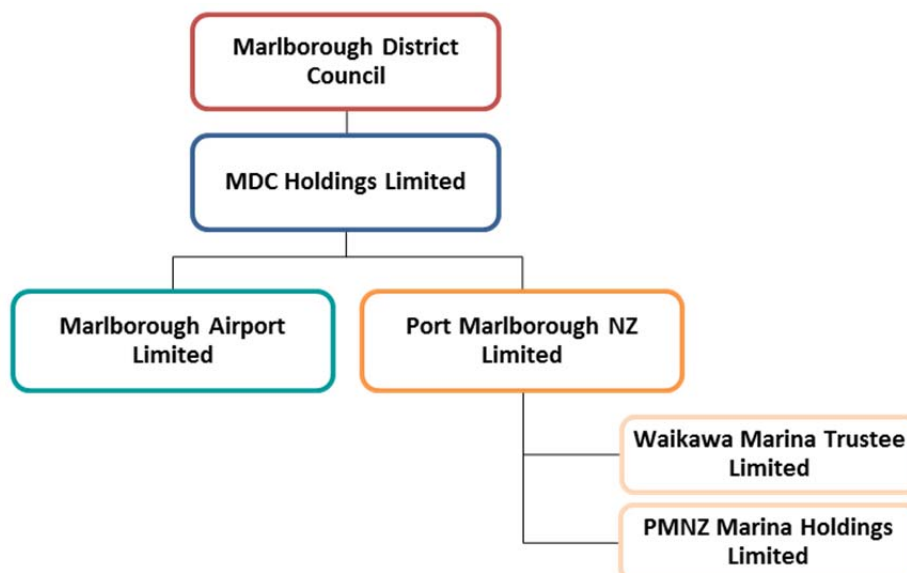 Marlborough District
Council
MDC Holdings Limited
Marlborough Airport
Limited
Port Marlborough NZ
Limited
Waikawa Marina Trustee
Limited
PMNZ Marina Holdings
Limited